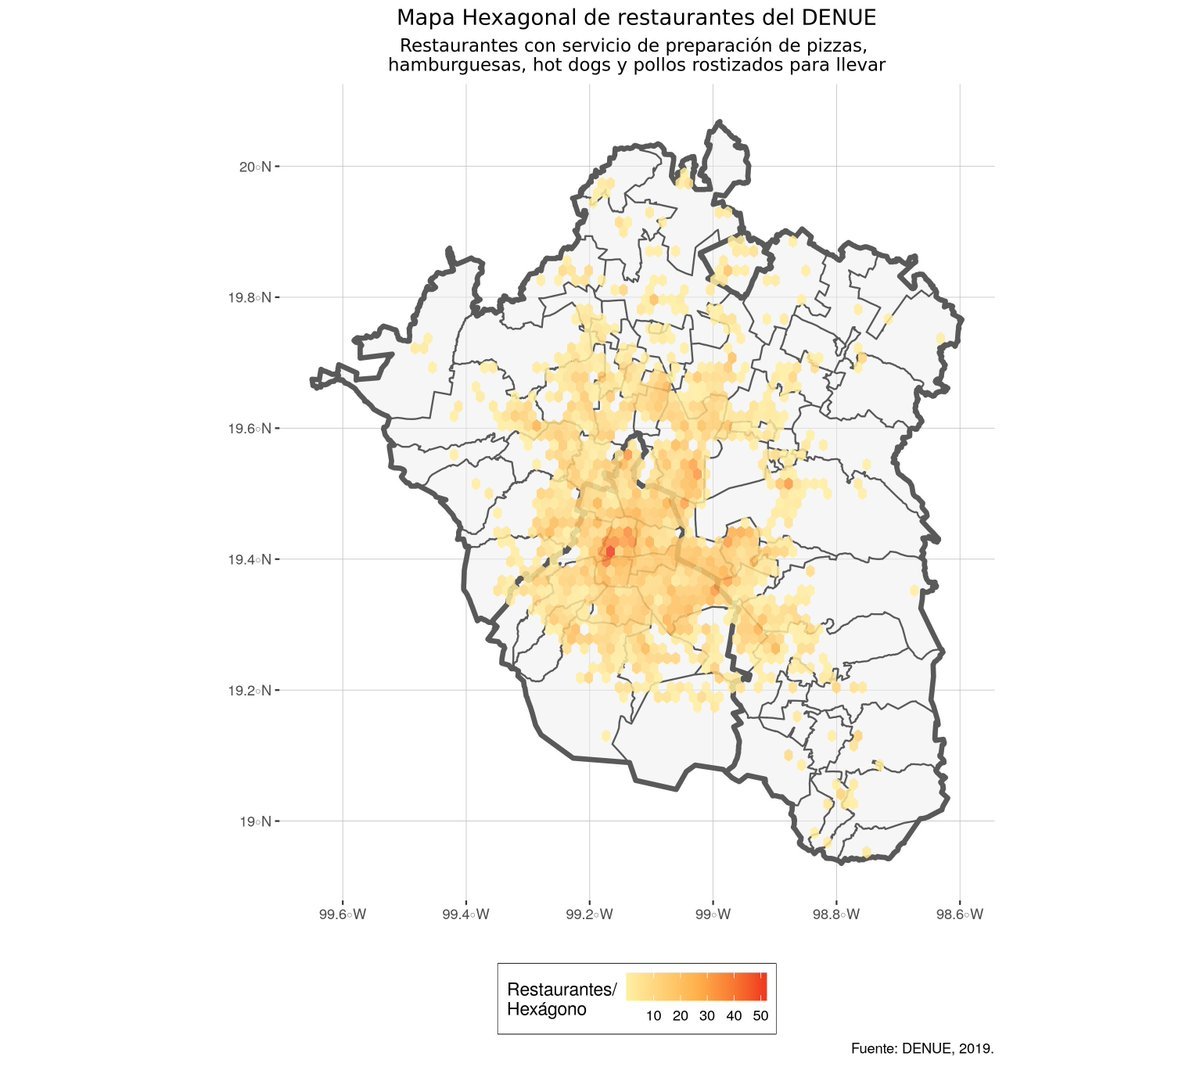 Mapa Hexagonal de restaurantes del DENUE
Restaurantes con servicio de preparación de pizzas,
hamburguesas, hot dogs y pollos rostizados para llevar
20◦N
19.8◦N
19.6◦N
19.4◦N
19.2◦N
19◦N
99.6◦W 99.4◦W 99.2◦W 99◦W 98.8◦W 98.6◦W
Restaurantes/
Hexágono
10 20 30 40 50
Fuente: DENUE, 2019.